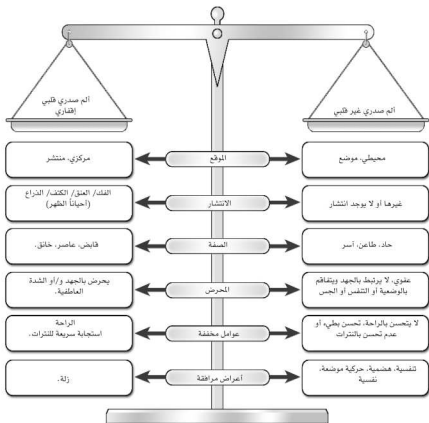 ألم صدري قلبي
إقفاري
ألم صدري غير قلبي
مركزي، منتشر
الموقع
محيطي، موضع
الفك/ العنق/ الكتف/ الذراع
(أحياناً الظهر)
الانتشار
غيرها أو لا يوجد انتشار
قابض، عاصر، خانق.
الصفة
حاد، طاعن، آسر
يحرض بالجهد و/أو الشدة
العاطفية.
المحرض
عفوي، لا يرتبط بالجهد ويتفاقم
بالوضعية أو التنفس أو الجس
الراحة
استجابة سريعة للنترات.
عوامل مخففة
لا يتحسن بالراحة، تحسن بطيء أو
عدم تحسن بالنترات
زلة.
أعراض مرافقة
تنفسية، هضمية، حركية موضعة،
نفسية